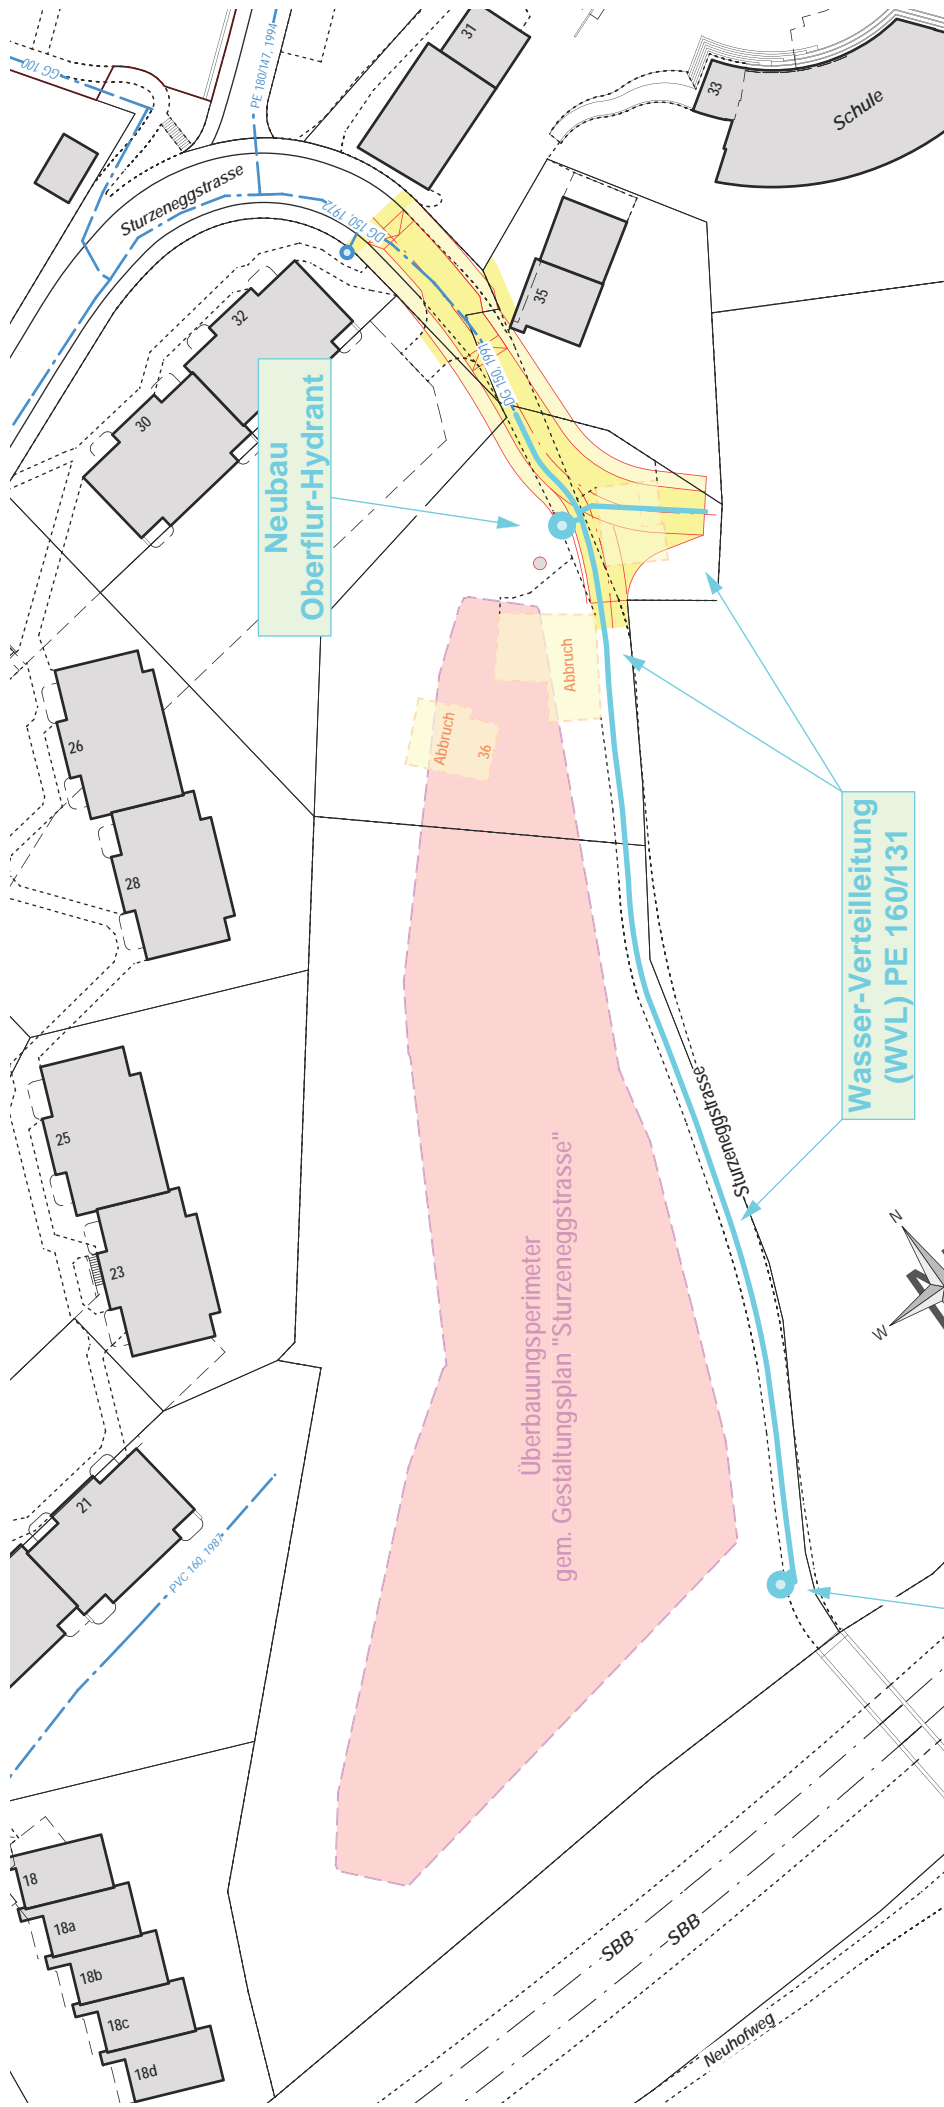 31
33
Schule
GG 100
PE 180/147, 1994
Sturzeneggstrasse
DG 150, 1972
35
32
DG 150, 1991
30
Neubau
Oberflur-Hydrant
Abbruch
26
Abbruch
36
28
Wasser-Verteilleitung
(WVL) PE 160/131
Sturzeneggstrasse
25
23
Überbauungsperimeter
gem. Gestaltungsplan "Sturzeneggstrasse"
N
W
21
PVC 160, 1987
18
18a
18b
18c
18d
SBB
SBB
Neuhofweg